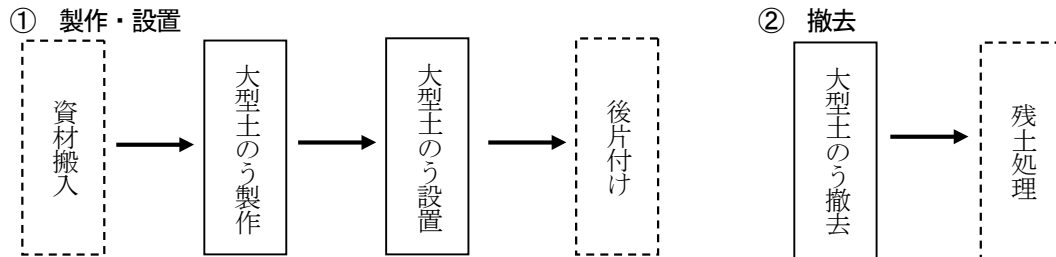 ① 製作・設置
資材搬入
大型土のう製作
大型土のう設置
後片付け
② 撤去
大型土のう撤去
残土処理